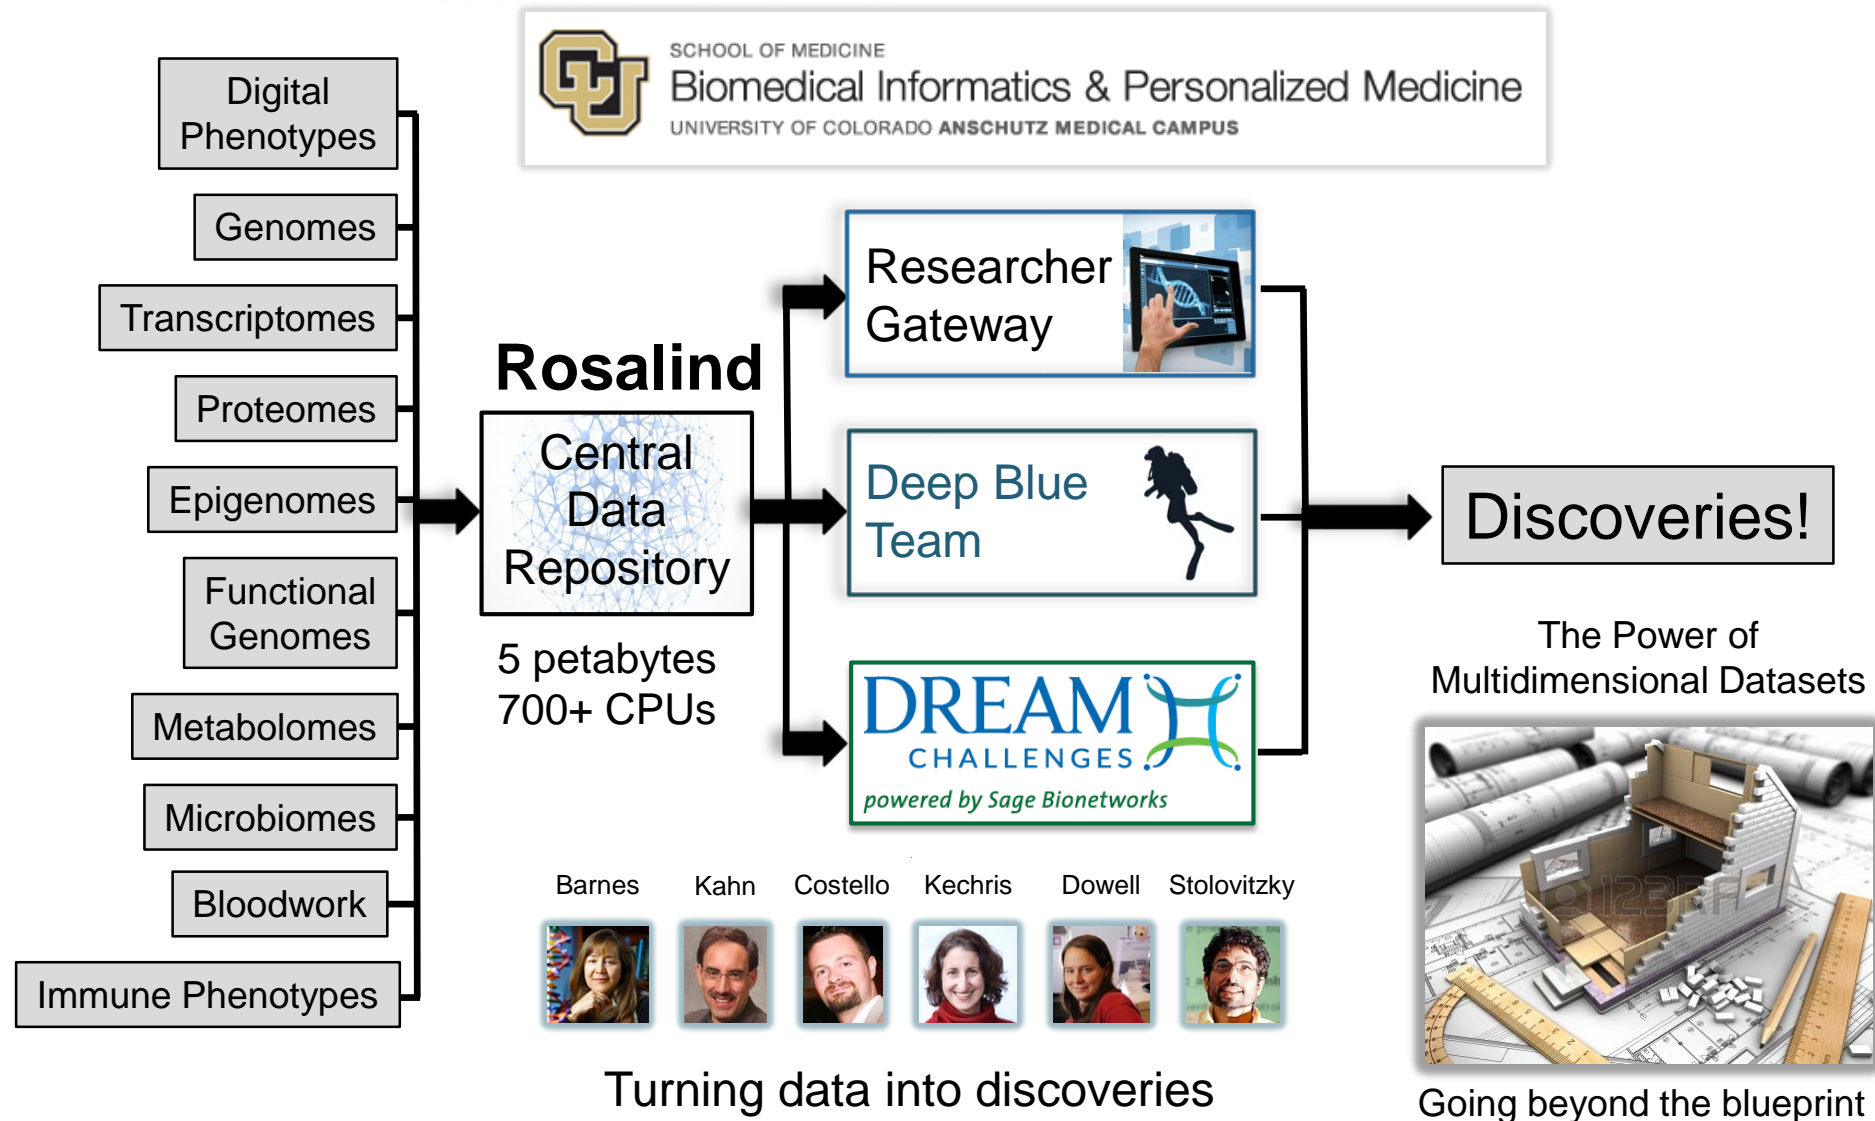 SCHOOL OF MEDICINE
Biomedical Informatics & Personalized Medicine
UNIVERSITY OF COLORADO ANSCHUTZ MEDICAL CAMPUS
Digital
Phenotypes
Genomes
Transcriptomes
Proteomes
Epigenomes
Functional
Genomes
Metabolomes
Microbiomes
Bloodwork
Immune Phenotypes
Rosalind
Central
Data
Repository
5 petabytes
700+ CPUs
Researcher
Gateway
Deep Blue
Team
DREAM
CHALLENGES
powered by Sage Bionetworks
Discoveries!
The Power of
Multidimensional Datasets
123RF
Going beyond the blueprint
Barnes Kahn Costello Kechris Dowell Stolovitzky
Turning data into discoveries